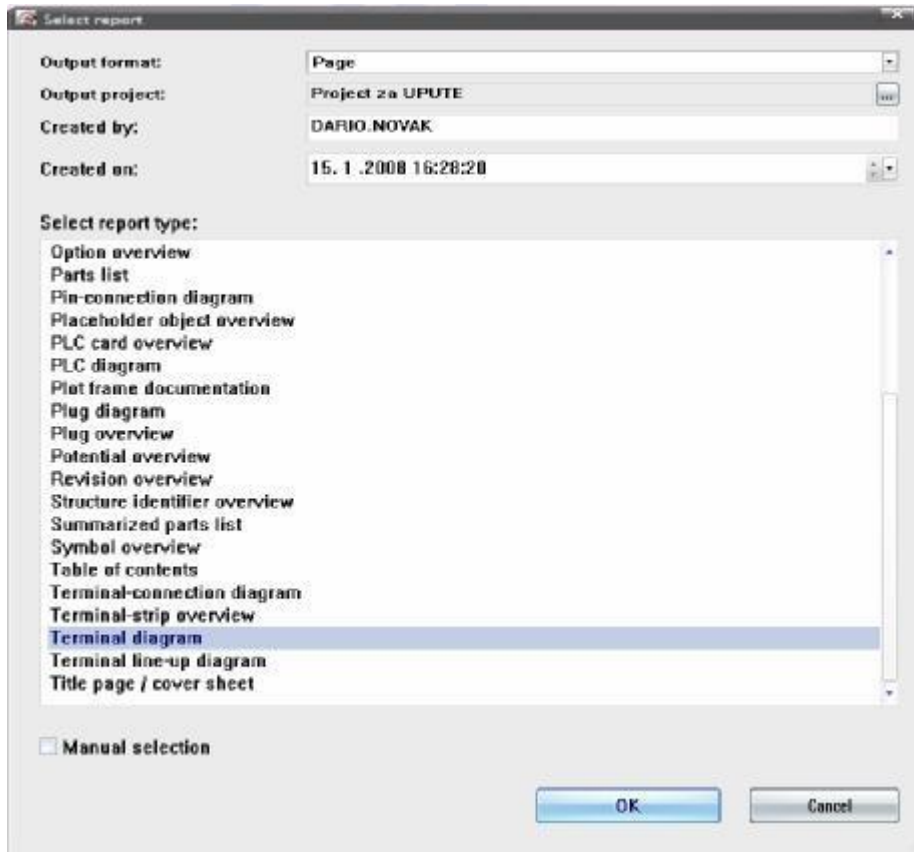 Select report
Output format: Page
Output project: Project za UPUTE ...
Created by: DARIO.NOVAK
Created on: 15. 1 .2008 16:28:20
Select report type:
Option overview
Parts list
Pin-connection diagram
Placeholder object overview
PLC card overview
PLC diagram
Plot frame documentation
Plug diagram
Plug overview
Potential overview
Revision overview
Structure identifier overview
Summarized parts list
Symbol overview
Table of contents
Terminal-connection diagram
Terminal-strip overview
Terminal diagram
Terminal line-up diagram
Title page / cover sheet
Manual selection
OK Cancel